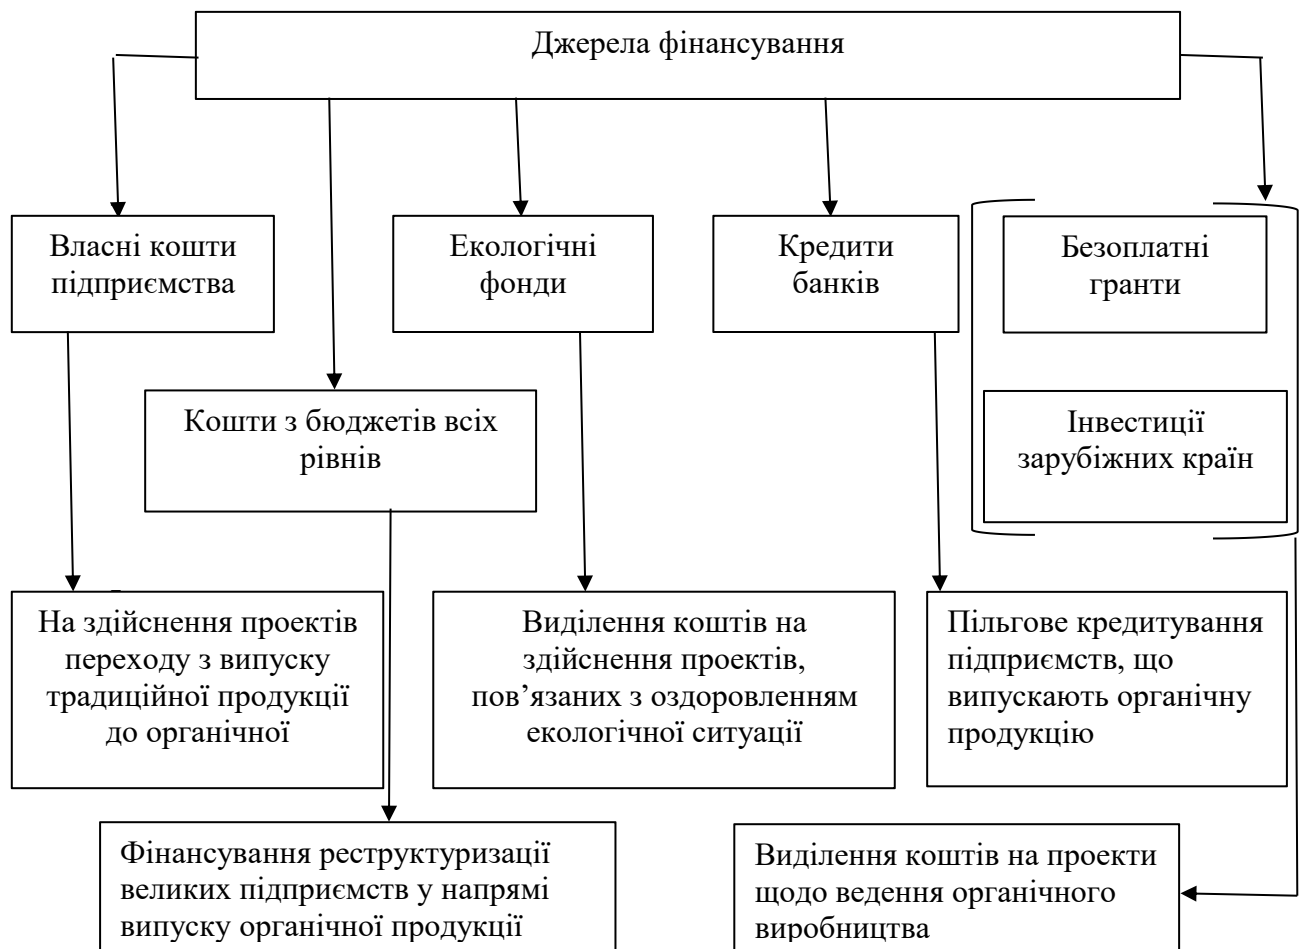 Джерела фінансування
Власні кошти
підприємства
Екологічні
фонди
Кредити
банків
Безоплатні
гранти
Кошти з бюджетів всіх
рівнів
Інвестиції
зарубіжних країн
На здійснення проектів
переходу з випуску
традиційної продукції
до органічної
Виділення коштів на
здійснення проектів,
пов’язаних з оздоровленням
екологічної ситуації
Пільгове кредитування
підприємств, що
випускають органічну
продукцію
Фінансування реструктуризації
великих підприємств у напрямі
випуску органічної продукції
Виділення коштів на проекти
щодо ведення органічного
виробництва